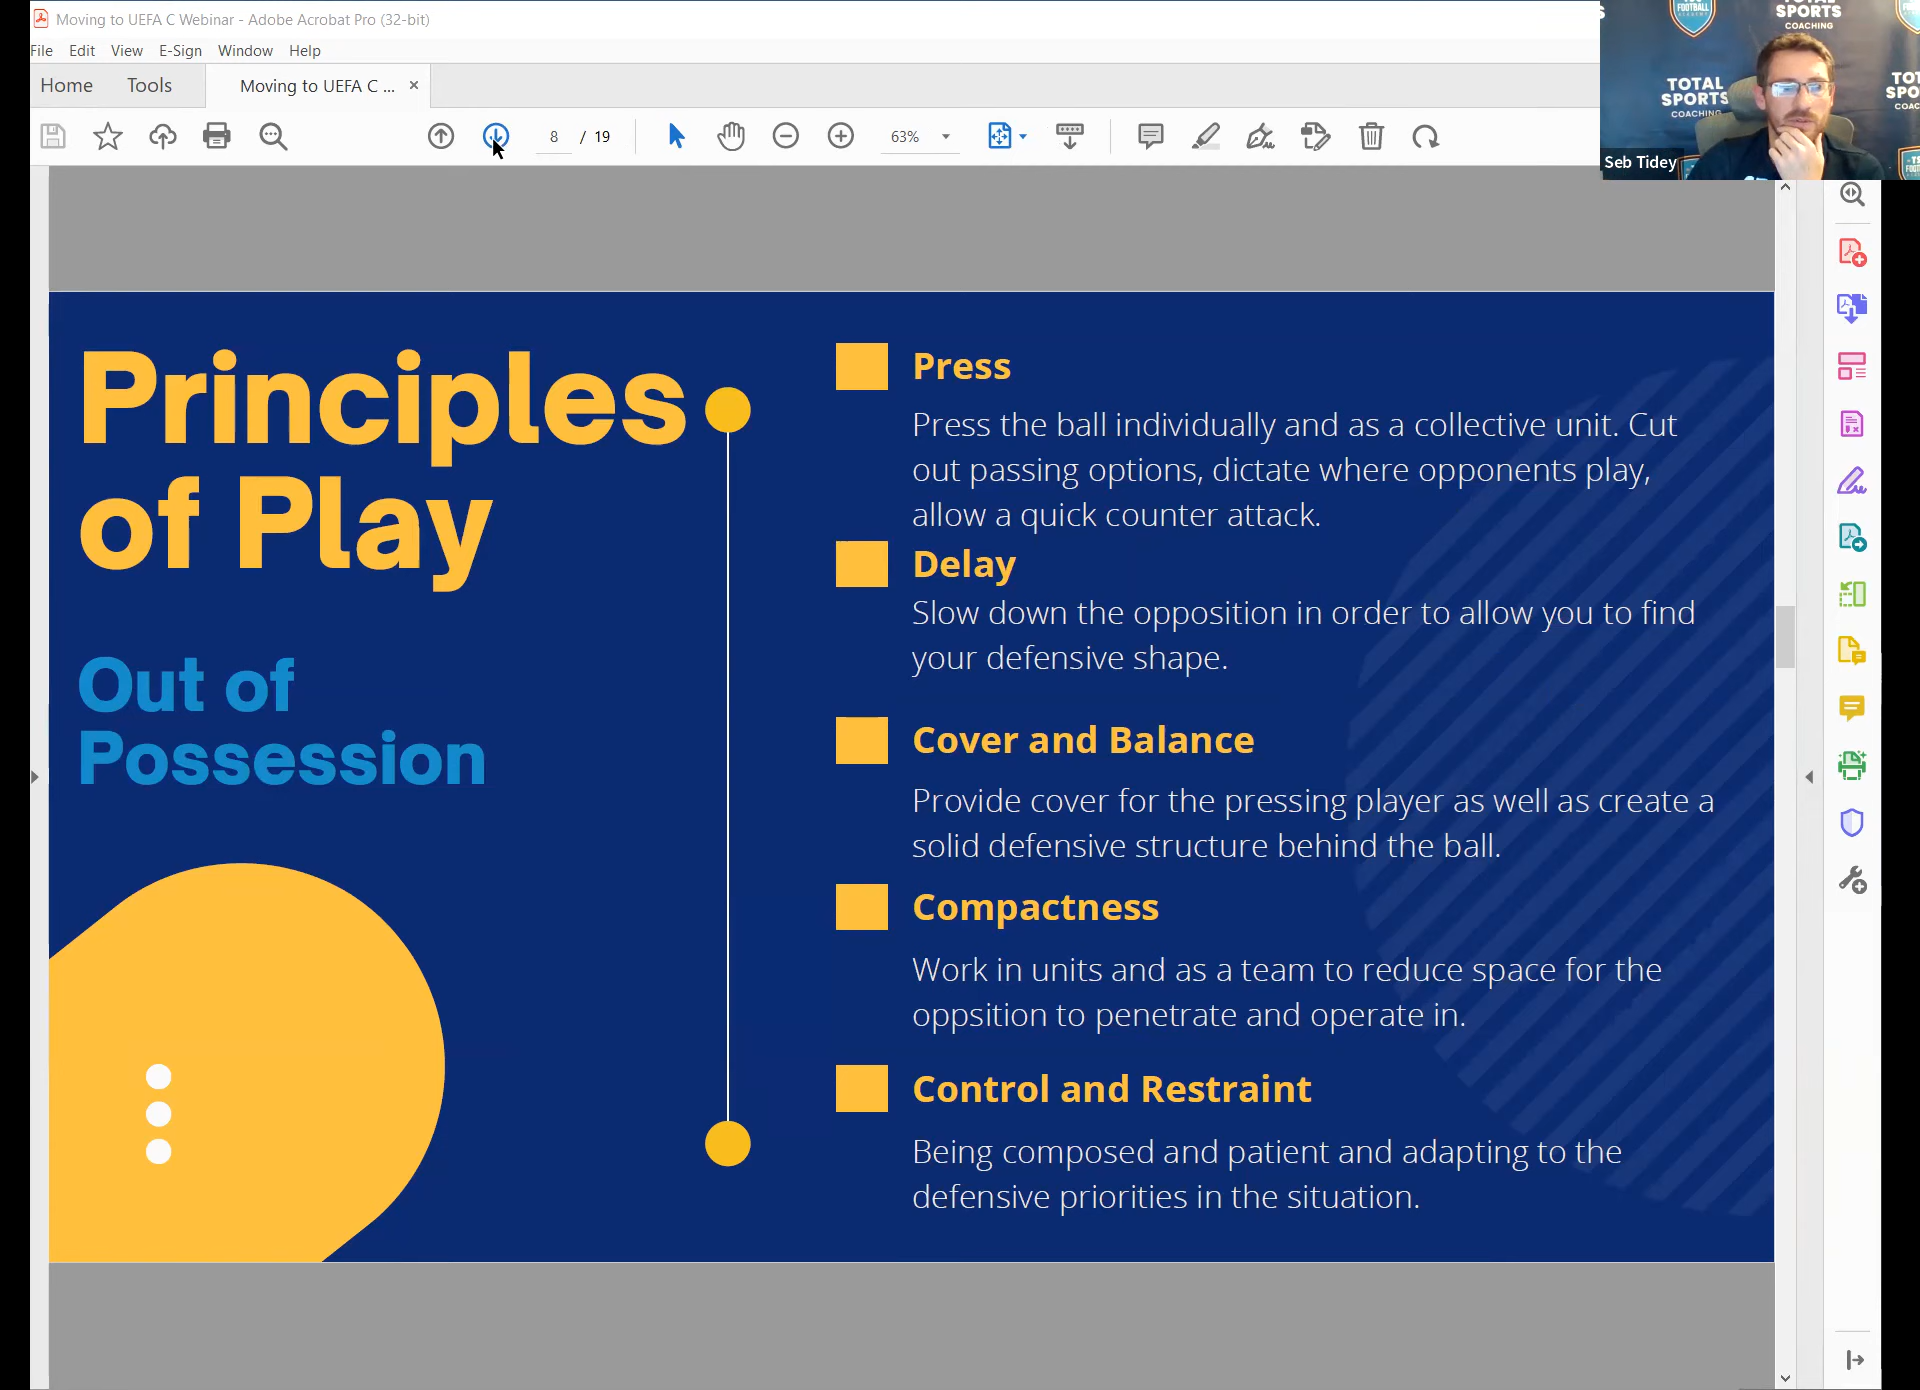 Moving to UEFA C Webinar - Adobe Acrobat Pro (32-bit)
File Edit View E-Sign Window Help
Home Tools Moving to UEFA C ... ×
8 / 19 63%
FOOTBALL
SPORTS
COACHING
TOTAL
SPORTS
COACHING
Seb Tidey
Principles
of Play
Out of
Possession
Press
Press the ball individually and as a collective unit. Cut
out passing options, dictate where opponents play,
allow a quick counter attack.
Delay
Slow down the opposition in order to allow you to find
your defensive shape.
Cover and Balance
Provide cover for the pressing player as well as create a
solid defensive structure behind the ball.
Compactness
Work in units and as a team to reduce space for the
oppsition to penetrate and operate in.
Control and Restraint
Being composed and patient and adapting to the
defensive priorities in the situation.